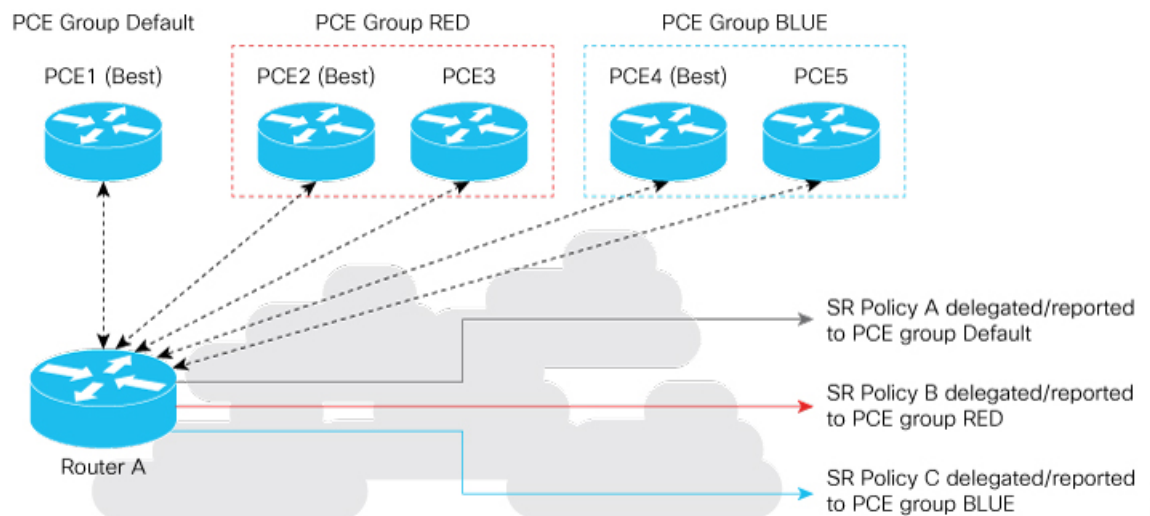 PCE Group Default
PCE Group RED
PCE Group BLUE
PCE1 (Best)
PCE2 (Best)
PCE3
PCE4 (Best)
PCE5
SR Policy A delegated/reported
to PCE group Default
SR Policy B delegated/reported
to PCE group RED
Router A
SR Policy C delegated/reported
to PCE group BLUE